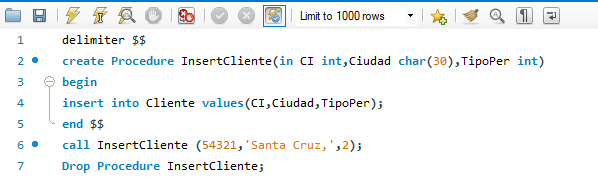 Limit to 1000 rows
1 delimiter $$
2 create Procedure InsertCliente(in CI int,Ciudad char(30),TipoPer int)
3 begin
4 insert into Cliente values(CI,Ciudad,TipoPer);
5 end $$
6 call InsertCliente (54321,'Santa Cruz,',2);
7 Drop Procedure InsertCliente;